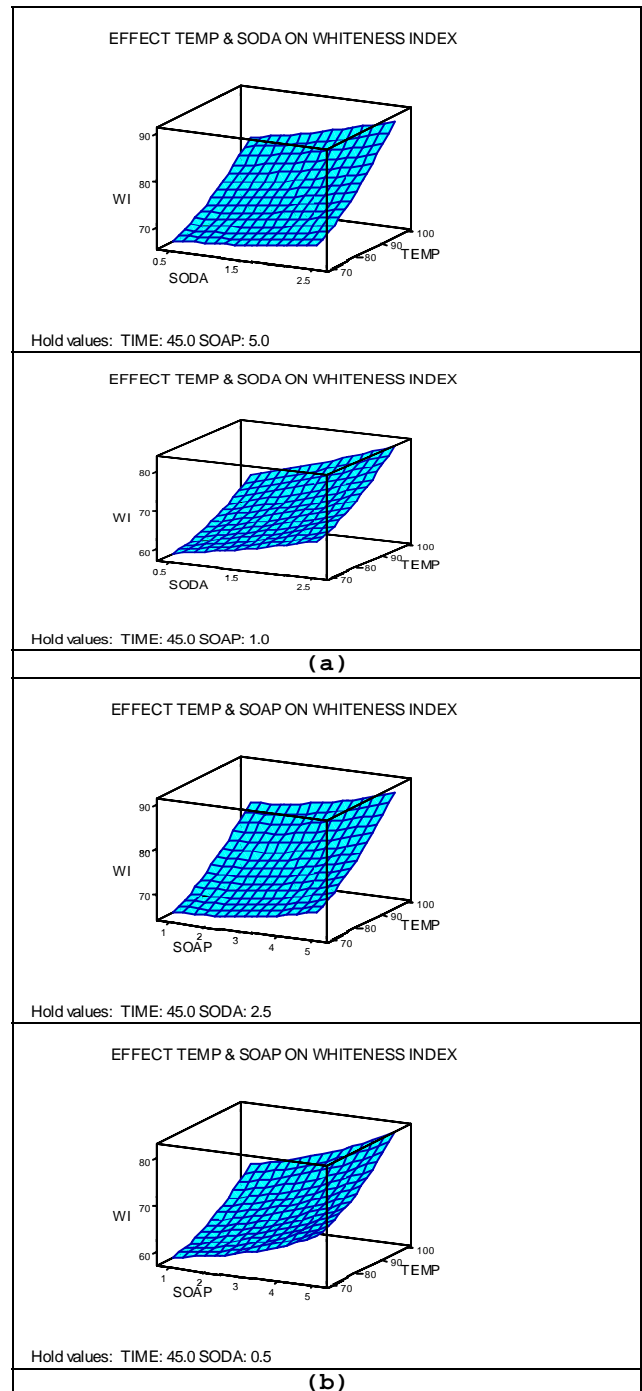 EFFECT TEMP & SODA ON WHITENESS INDEX
90
80
70
WI
0.5
1.5
2.5
SODA
70
80
90
100
TEMP
Hold values: TIME: 45.0 SOAP: 5.0
EFFECT TEMP & SODA ON WHITENESS INDEX
80
70
60
WI
0.5
1.5
2.5
SODA
70
80
90
100
TEMP
Hold values: TIME: 45.0 SOAP: 1.0
(a)
EFFECT TEMP & SOAP ON WHITENESS INDEX
90
80
70
WI
1
2
3
4
5
SOAP
70
80
90
100
TEMP
Hold values: TIME: 45.0 SODA: 2.5
EFFECT TEMP & SOAP ON WHITENESS INDEX
80
70
60
WI
1
2
3
4
5
SOAP
70
80
90
100
TEMP
Hold values: TIME: 45.0 SODA: 0.5
(b)